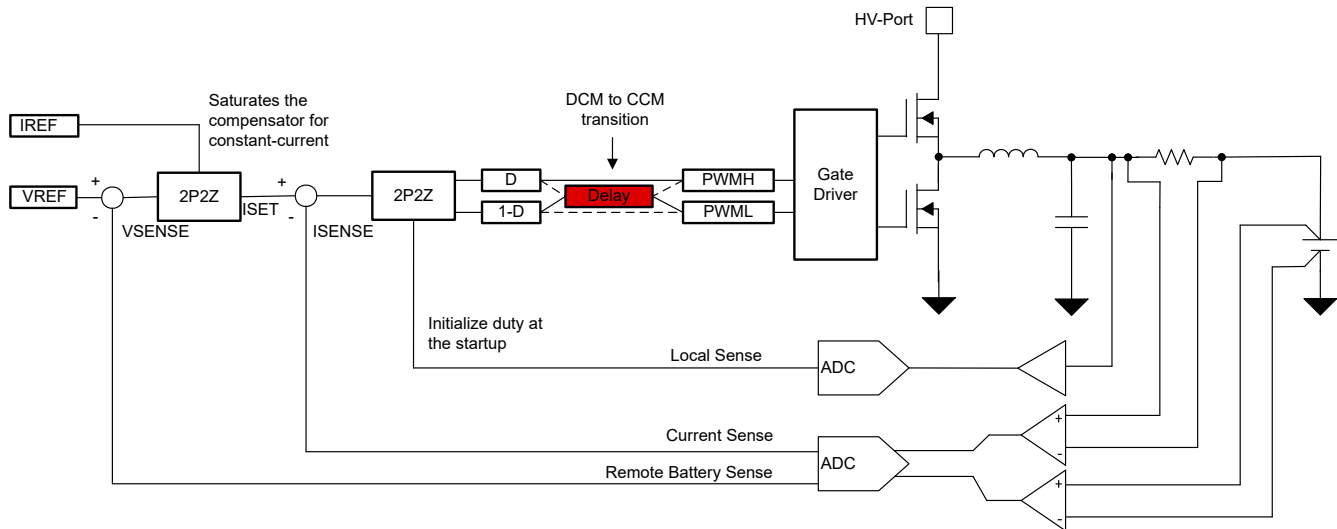 HV-Port
Saturates the
compensator for
constant-current
DCM to CCM
transition
IREF
VREF
+
-
VSENSE
2P2Z
ISET
+
-
ISENSE
2P2Z
D
1-D
Delay
PWMH
PWML
Gate
Driver
Initialize duty at
the startup
Local Sense
ADC
Current Sense
Remote Battery Sense
ADC
+
-
+
-